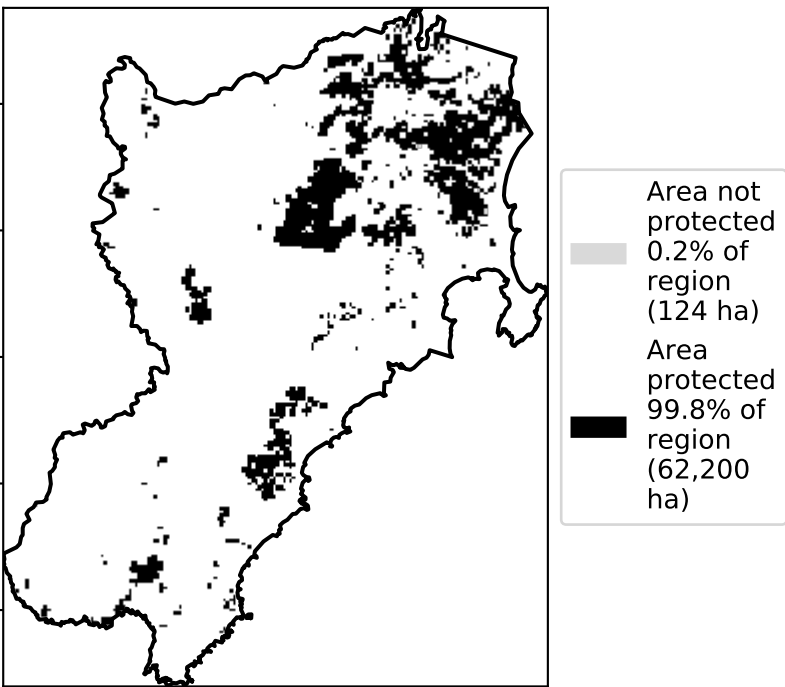 Area not
protected
0.2% of
region
(124 ha)
Area
protected
99.8% of
region
(62,200
ha)